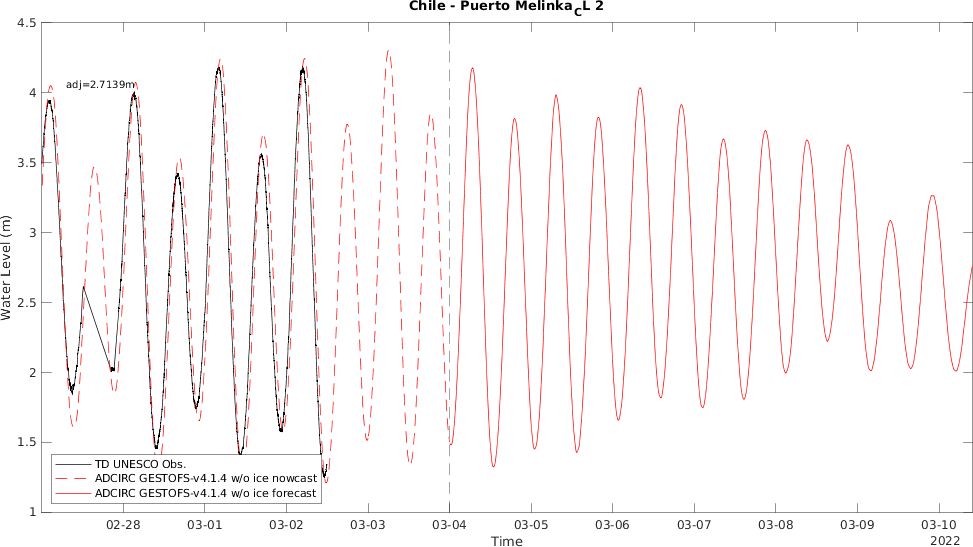 Chile - Puerto Melinka_CL 2
4.5
4
3.5
3
2.5
2
1.5
1
Water Level (m)
adj=2.7139m
TD UNESCO Obs.
ADCIRC GESTOFS-v4.1.4 w/o ice nowcast
ADCIRC GESTOFS-v4.1.4 w/o ice forecast
02-28 03-01 03-02 03-03 03-04 03-05 03-06 03-07 03-08 03-09 03-10
Time
2022